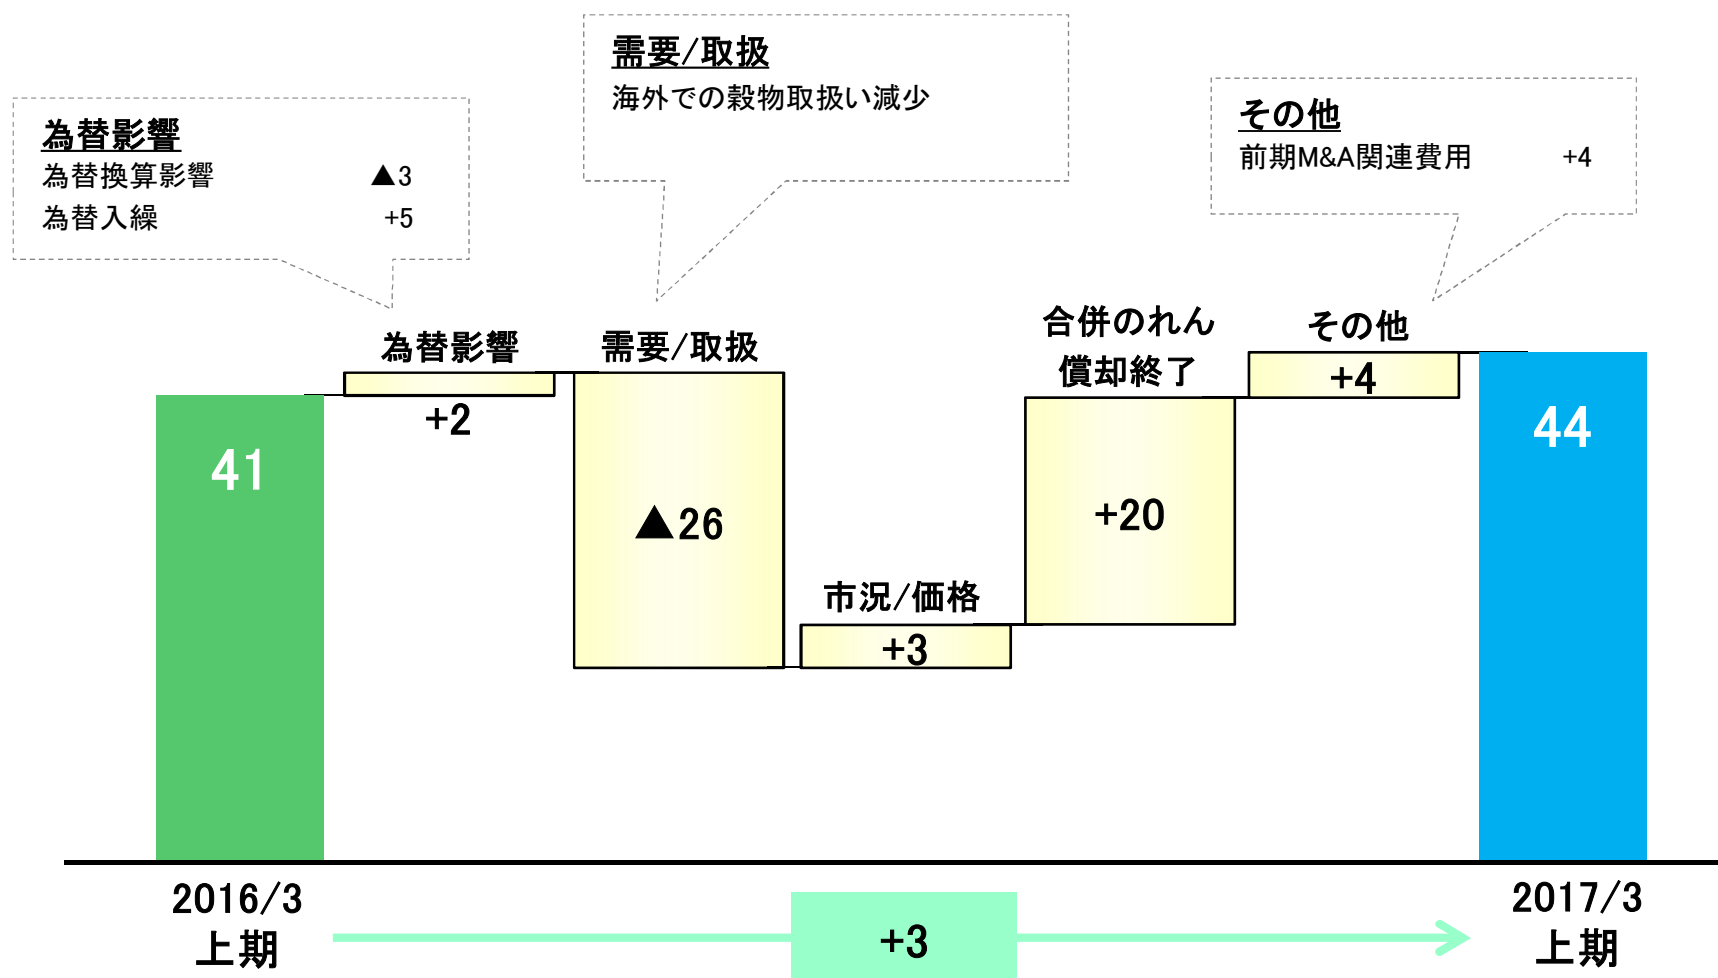 為替影響
為替換算影響 ▲3
為替入繰 +5
需要/取扱
海外での穀物取扱い減少
その他
前期M&A関連費用 +4
為替影響
+2
需要/取扱
▲26
市況/価格
+3
合併のれん
償却終了
+20
その他
+4
41
44
2016/3
上期
+3
2017/3
上期